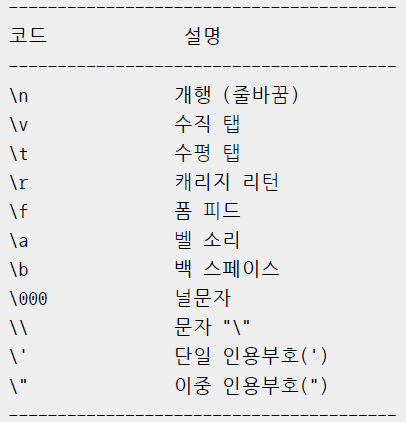 ----------------------------------------
코드 설명
----------------------------------------
\n 개행 (줄바꿈)
\v 수직 탭
\t 수평 탭
\r 캐리지 리턴
\f 폼 피드
\a 벨 소리
\b 백 스페이스
\000 널문자
\\ 문자 "\"
\' 단일 인용부호(')
\" 이중 인용부호(")
----------------------------------------